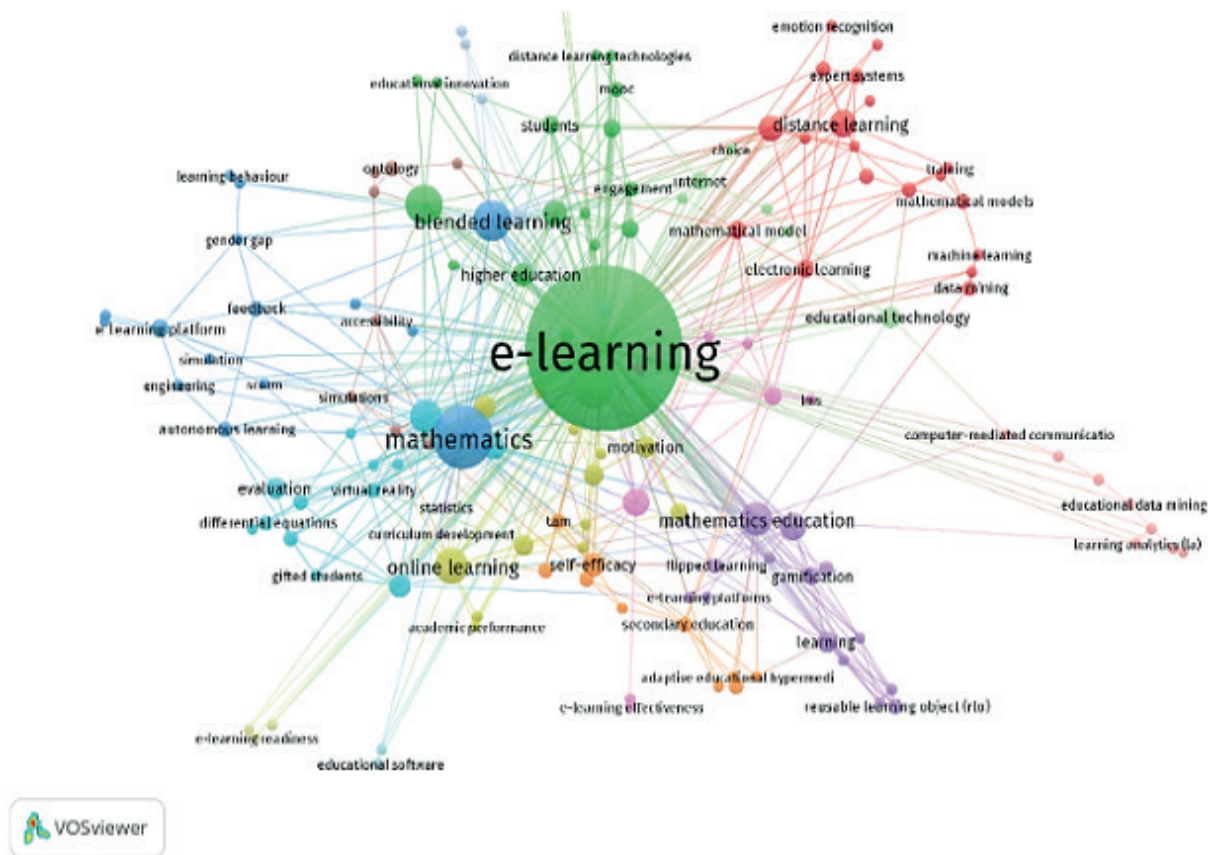 emotion recognition
distance learning technologies
expert systems
educational innovation
mooc
students
distance learning
choice
ontology
training
learning behaviour
engagement
internet
mathematical models
blended learning
mathematical model
gender gap
machine learning
higher education
electronic learning
data mining
feedback
accessibility
educational technology
e learning platform
e-learning
simulation
engineering
scorm
simulations
lms
autonomous learning
mathematics
computer-mediated communicatio
motivation
evaluation
virtual reality
statistics
educational data mining
differential equations
mathematics education
curriculum development
tam
learning analytics (la)
gifted students
online learning
self-efficacy
flipped learning
gamification
e-learning platforms
academic performance
secondary education
learning
adaptive educational hypermedi
e-learning effectiveness
reusable learning object (rlo)
e-learning readiness
educational software
VOSviewer